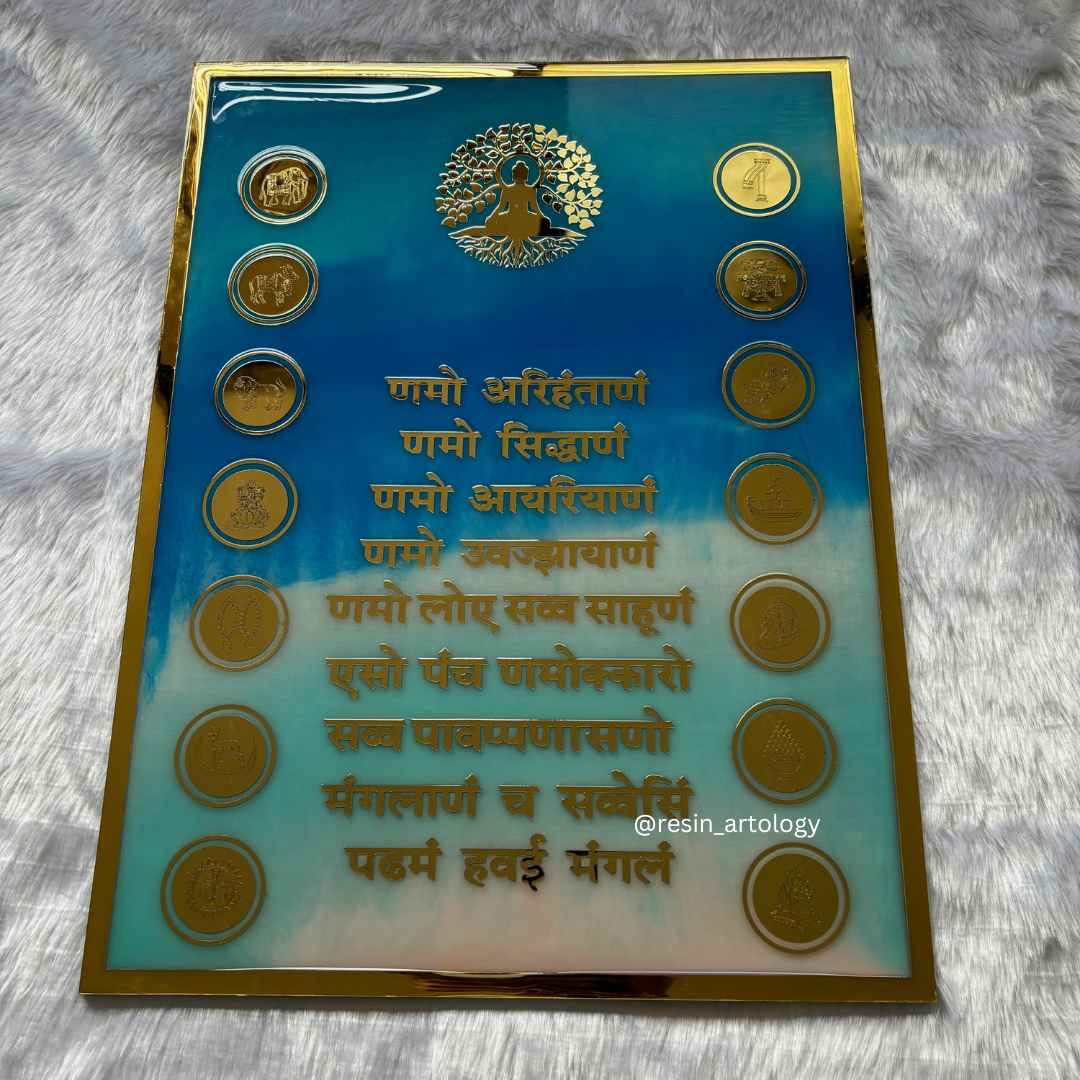 णमो अरिहंताणं
णमो सिद्धाणं
णमो आयरियाणं
णमो उवज्झायाणं
णमो लोए सव्व साहूणं
एसो पंच णमोक्कारो
सव्व पावप्पणासणो
मंगलाणं च सव्वेसिं
@resin_artology
पढमं हवई मंगलं